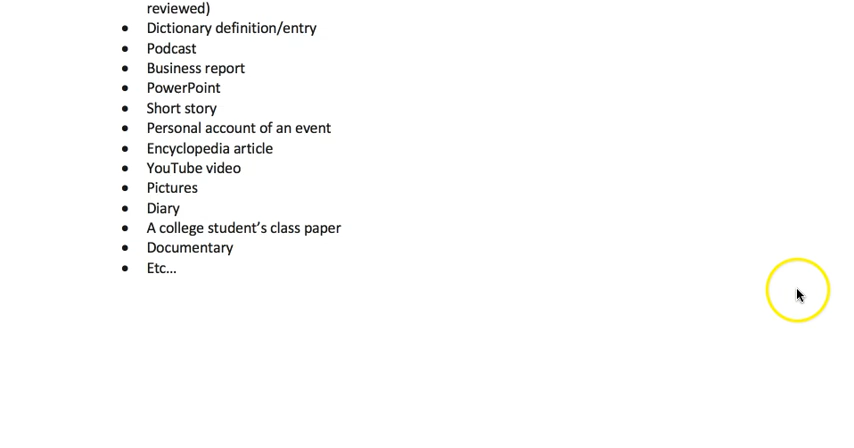 reviewed)
• Dictionary definition/entry
• Podcast
• Business report
• PowerPoint
• Short story
• Personal account of an event
• Encyclopedia article
• YouTube video
• Pictures
• Diary
• A college student’s class paper
• Documentary
• Etc...